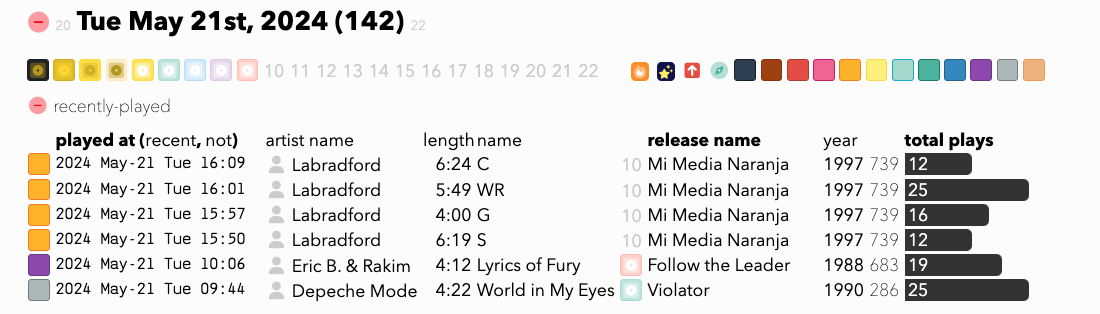 20 Tue May 21st, 2024 (142) 22
10 11 12 13 14 15 16 17 18 19 20 21 22
recently-played
played at (recent, not) artist name length name release name year total plays
2024 May-21 Tue 16:09 Labradford 6:24 C 10 Mi Media Naranja 1997 739 12
2024 May-21 Tue 16:01 Labradford 5:49 WR 10 Mi Media Naranja 1997 739 25
2024 May-21 Tue 15:57 Labradford 4:00 G 10 Mi Media Naranja 1997 739 16
2024 May-21 Tue 15:50 Labradford 6:19 S 10 Mi Media Naranja 1997 739 12
2024 May-21 Tue 10:06 Eric B. & Rakim 4:12 Lyrics of Fury Follow the Leader 1988 683 19
2024 May-21 Tue 09:44 Depeche Mode 4:22 World in My Eyes Violator 1990 286 25